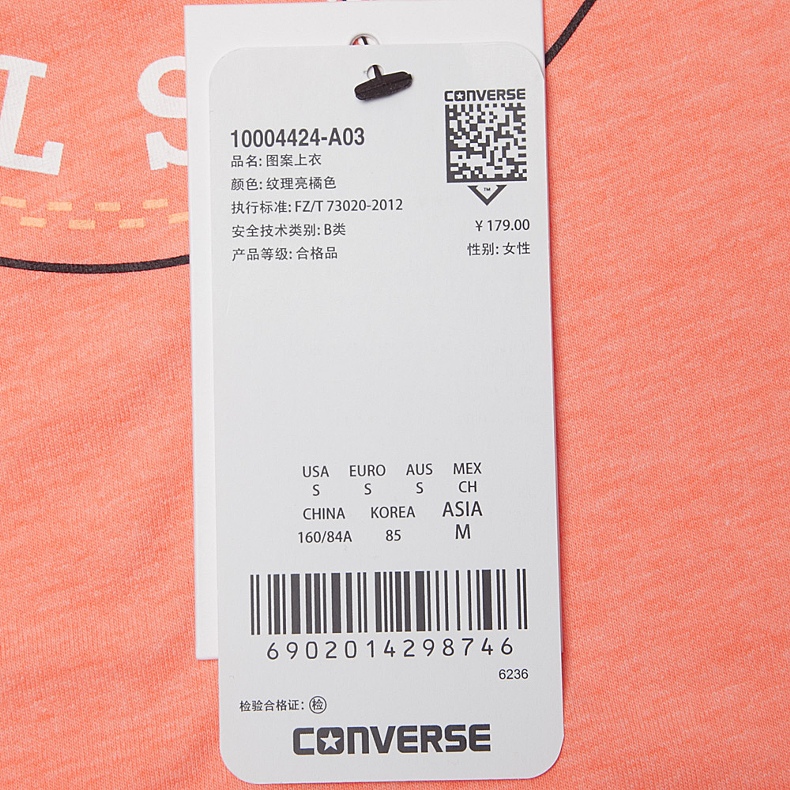 L S
CONVERSE
10004424-A03
品名: 图案上衣
颜色: 纹理亮橘色
执行标准: FZ/T 73020-2012
安全技术类别: B类
产品等级: 合格品
TM
¥ 179.00
性别: 女性
USA EURO AUS MEX
S S S CH
CHINA KOREA ASIA
160/84A 85 M
6902014298746
6236
检验合格证: 检
CONVERSE